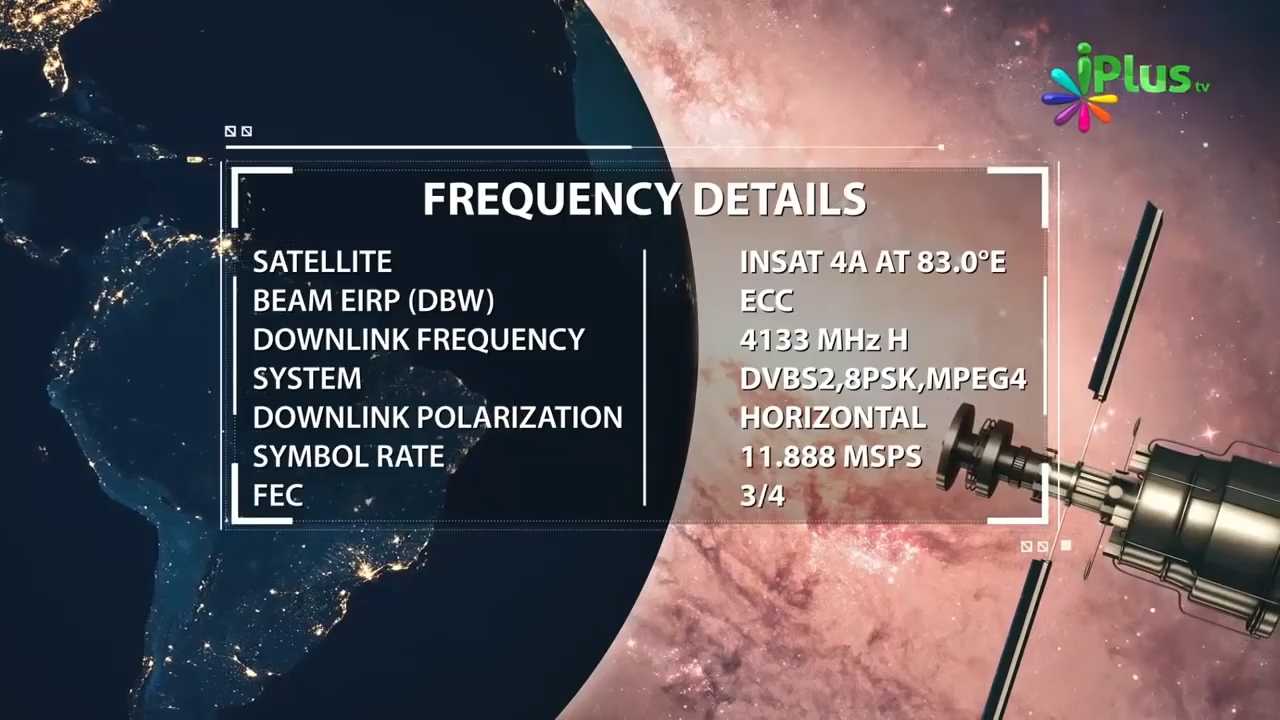 iPlus tv
FREQUENCY DETAILS
SATELLITE INSAT 4A AT 83.0°E
BEAM EIRP (DBW) ECC
DOWNLINK FREQUENCY 4133 MHz H
SYSTEM DVBS2,8PSK,MPEG4
DOWNLINK POLARIZATION HORIZONTAL
SYMBOL RATE 11.888 MSPS
FEC 3/4